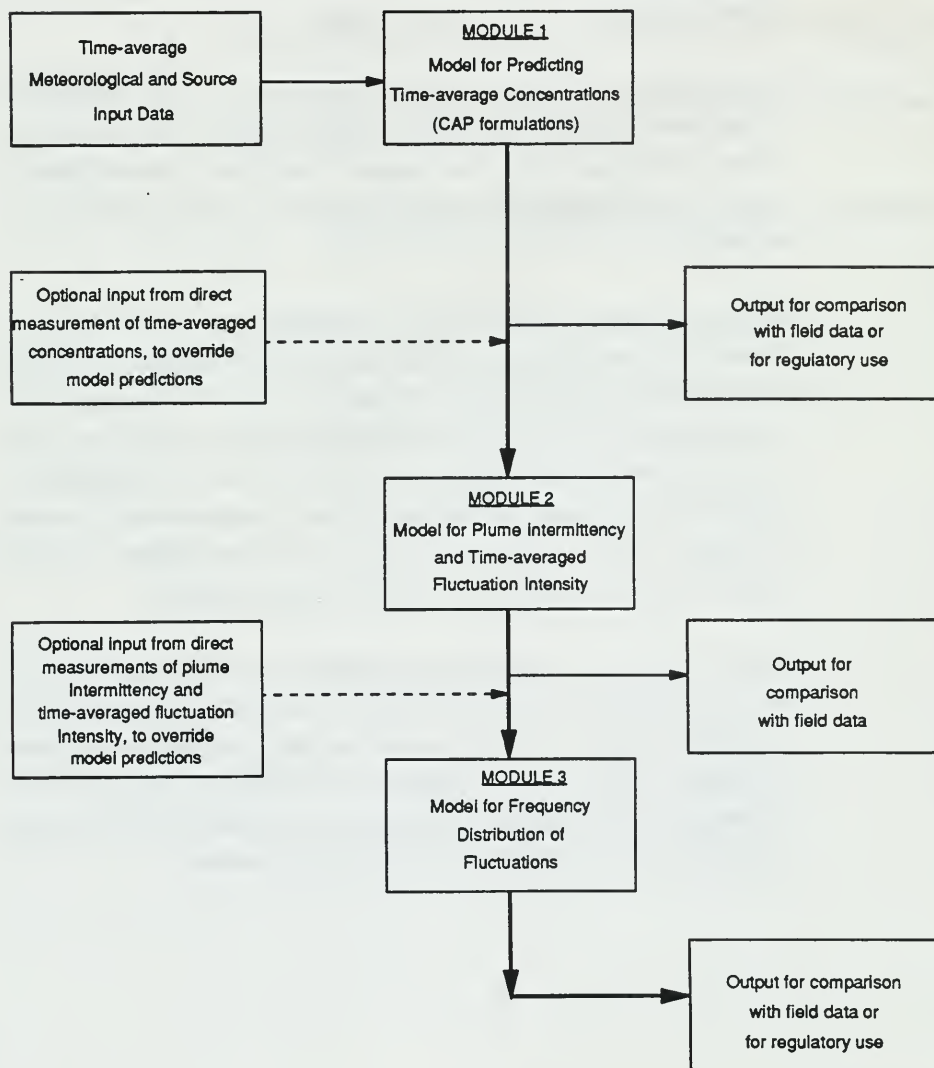 Time-average
Meteorological and Source
Input Data
MODULE 1
Model for Predicting
Time-average Concentrations
(CAP formulations)
Optional input from direct
measurement of time-averaged
concentrations, to override
model predictions
Output for comparison
with field data or
for regulatory use
MODULE 2
Model for Plume Intermittency
and Time-averaged
Fluctuation Intensity
Optional input from direct
measurements of plume
intermittency and
time-averaged fluctuation
intensity, to override
model predictions
Output for
comparison
with field data
MODULE 3
Model for Frequency
Distribution of
Fluctuations
Output for comparison
with field data or
for regulatory use